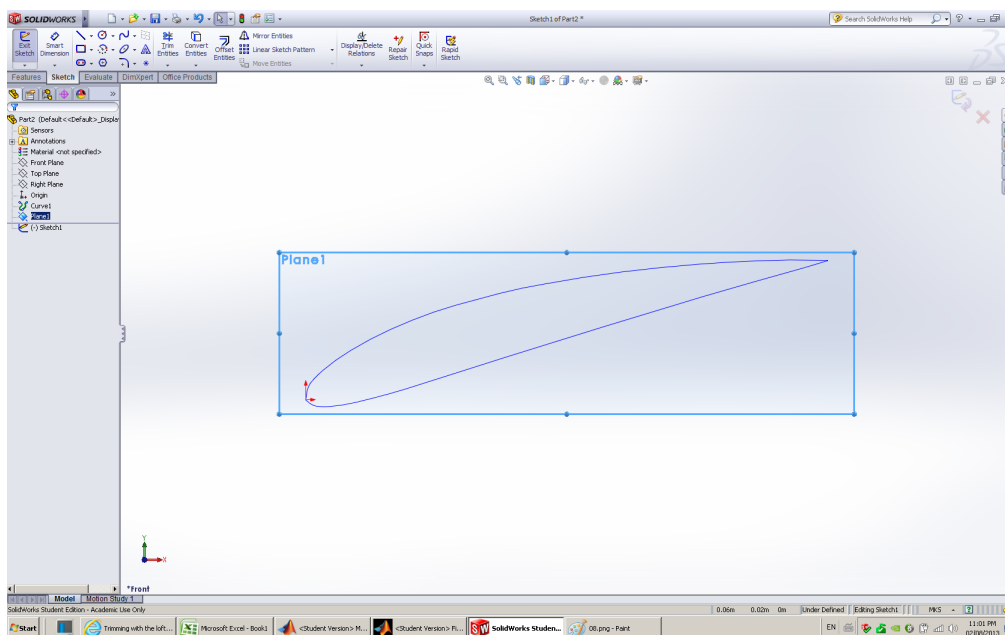 SOLIDWORKS
Sketch1 of Part2 *
Search SolidWorks Help
Exit Sketch
Smart Dimension
Trim Entities
Convert Entities
Offset Entities
Mirror Entities
Linear Sketch Pattern
Move Entities
Display/Delete Relations
Repair Sketch
Quick Snaps
Rapid Sketch
Features Sketch Evaluate DimXpert Office Products
Part2 (Default<<Default>_Display
Sensors
Annotations
Material <not specified>
Front Plane
Top Plane
Right Plane
Origin
Curve1
Plane1
(-) Sketch1
Plane1
Y
X
*Front
Model Motion Study 1
SolidWorks Student Edition - Academic Use Only 0.06m 0.02m 0m Under Defined Editing Sketch1 MKS
Start Trimming with the loft... Microsoft Excel - Book1 <Student Version> M... <Student Version> Fi... SolidWorks Studen... 08.png - Paint EN 11:01 PM
02/08/2013